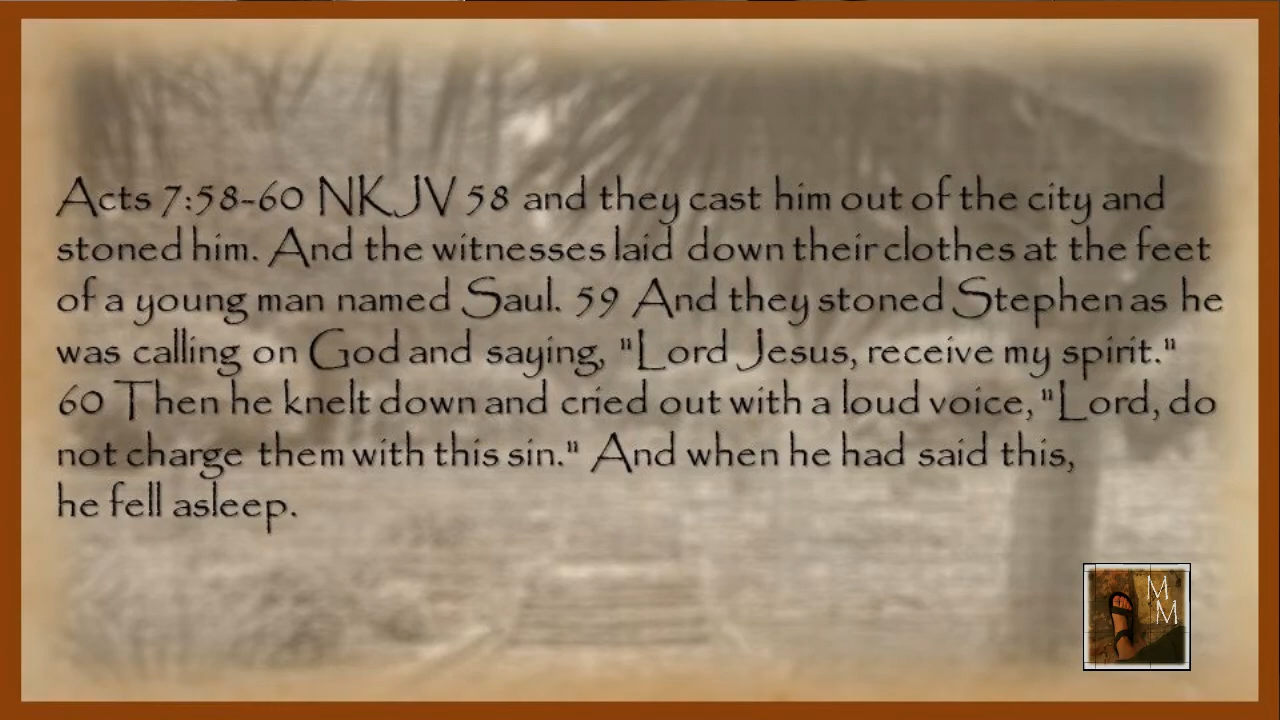 Acts 7:58-60 NKJV 58 and they cast him out of the city and
stoned him. And the witnesses laid down their clothes at the feet
of a young man named Saul. 59 And they stoned Stephen as he
was calling on God and saying, "Lord Jesus, receive my spirit."
60 Then he knelt down and cried out with a loud voice, "Lord, do
not charge them with this sin." And when he had said this,
he fell asleep.
M
M